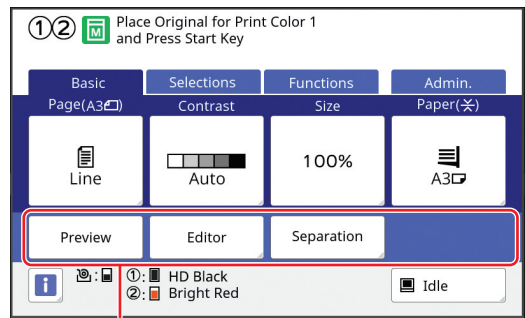 ①② M Place Original for Print Color 1
and Press Start Key
Basic Selections Functions Admin.
Page(A3) Contrast Size Paper(⚹)
Line Auto 100% A3
Preview Editor Separation
i : ①: HD Black
②: Bright Red
Idle